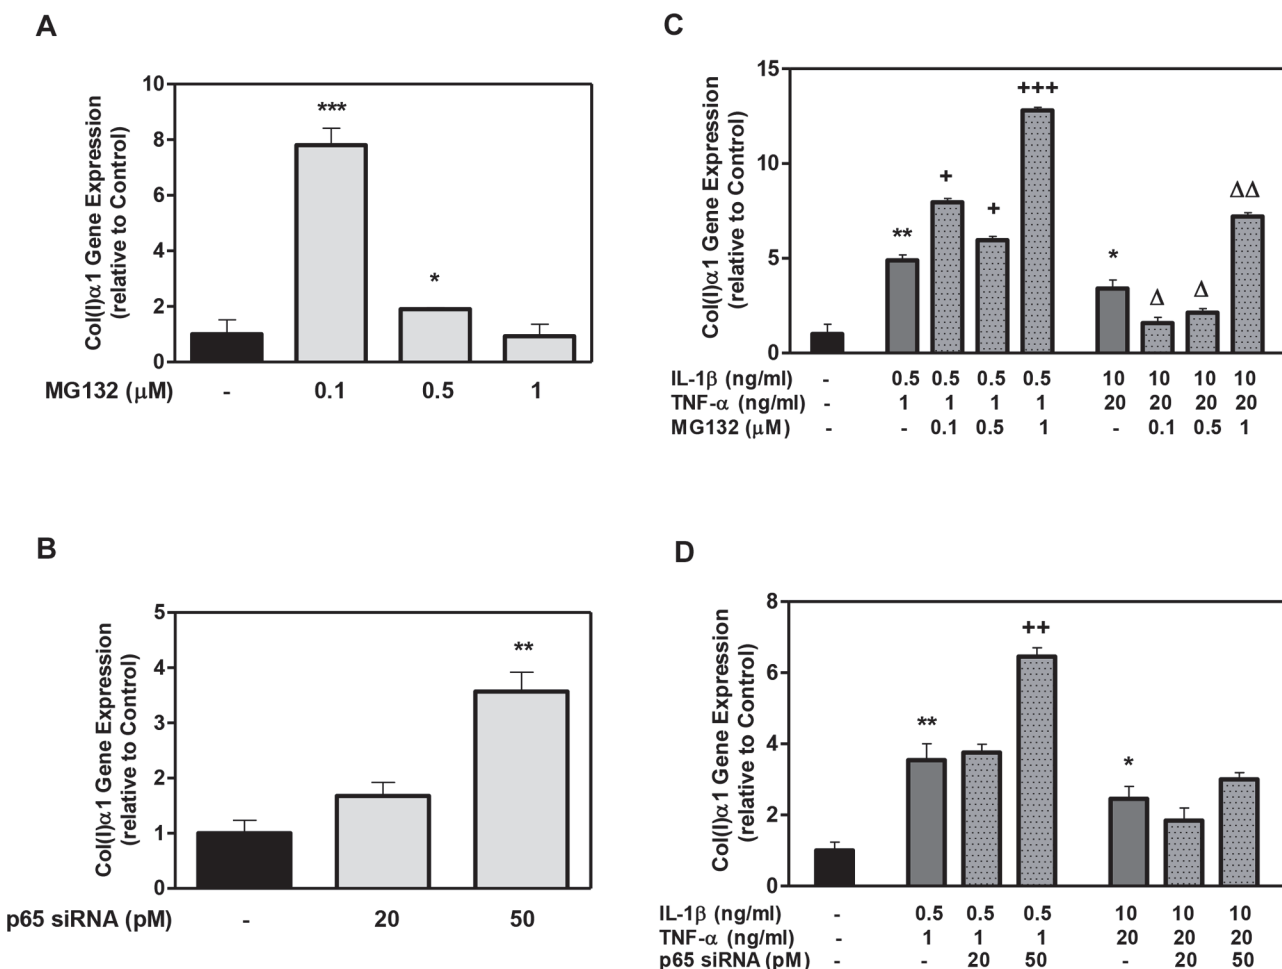 A
Col(I)α1 Gene Expression
(relative to Control)
10
8
6
4
2
0
***
*
MG132 (μM) - 0.1 0.5 1
C
Col(I)α1 Gene Expression
(relative to Control)
15
10
5
0
** + + +++ * Δ Δ ΔΔ
IL-1β (ng/ml) - 0.5 0.5 0.5 0.5 10 10 10 10
TNF-α (ng/ml) - 1 1 1 1 20 20 20 20
MG132 (μM) - - 0.1 0.5 1 - 0.1 0.5 1
B
Col(I)α1 Gene Expression
(relative to Control)
5
4
3
2
1
0
**
p65 siRNA (pM) - 20 50
D
Col(I)α1 Gene Expression
(relative to Control)
8
6
4
2
0
** ++ *
IL-1β (ng/ml) - 0.5 0.5 0.5 10 10 10
TNF-α (ng/ml) - 1 1 1 20 20 20
p65 siRNA (pM) - - 20 50 - 20 50